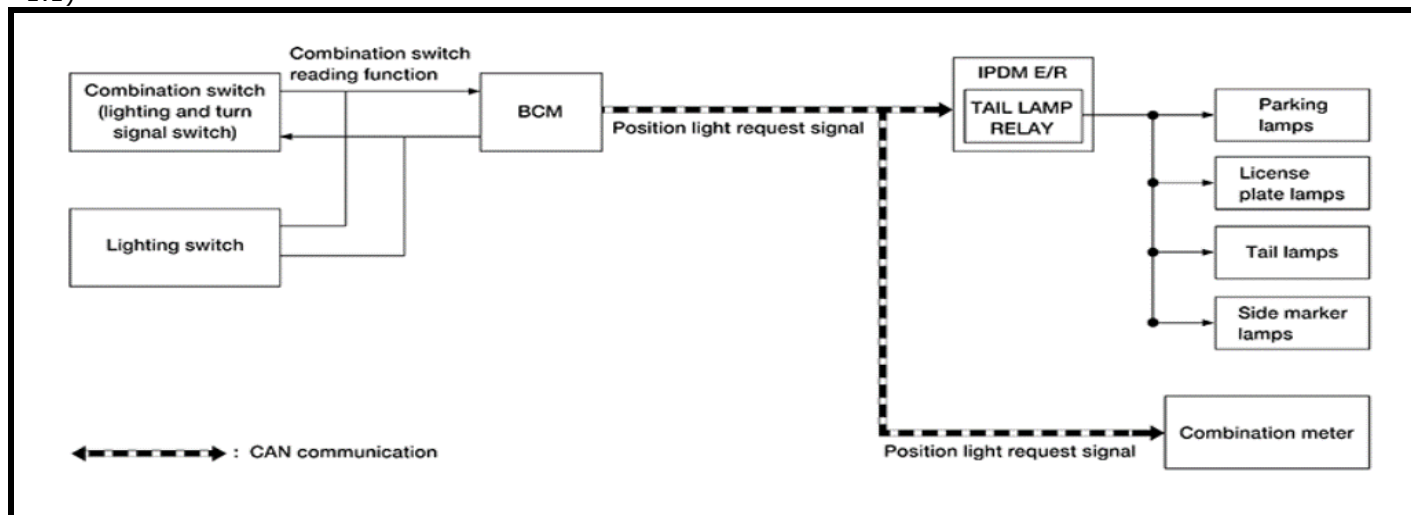 Combination switch
reading function
Combination switch
(lighting and turn
signal switch)
BCM
Position light request signal
IPDM E/R
TAIL LAMP
RELAY
Parking
lamps
License
plate lamps
Tail lamps
Side marker
lamps
Lighting switch
Combination meter
Position light request signal
: CAN communication